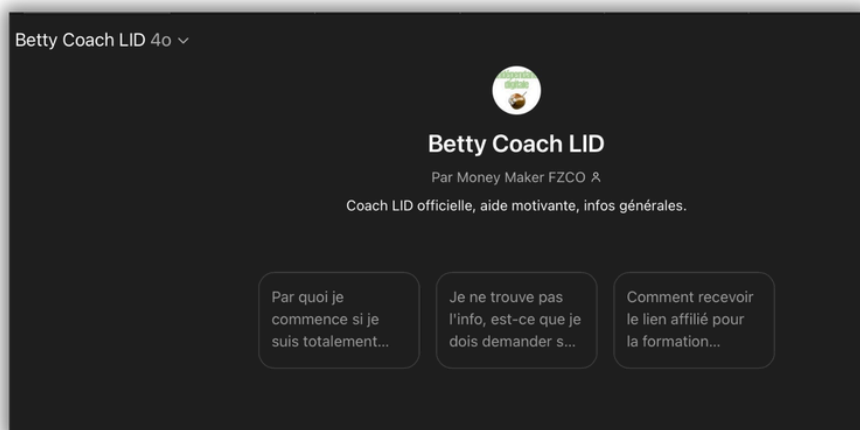 Betty Coach LID 4o
Betty Coach LID
Par Money Maker FZCO
Coach LID officielle, aide motivante, infos générales.
Par quoi je
commence si je
suis totalement...
Je ne trouve pas
l'info, est-ce que je
dois demander s...
Comment recevoir
le lien affilié pour
la formation...